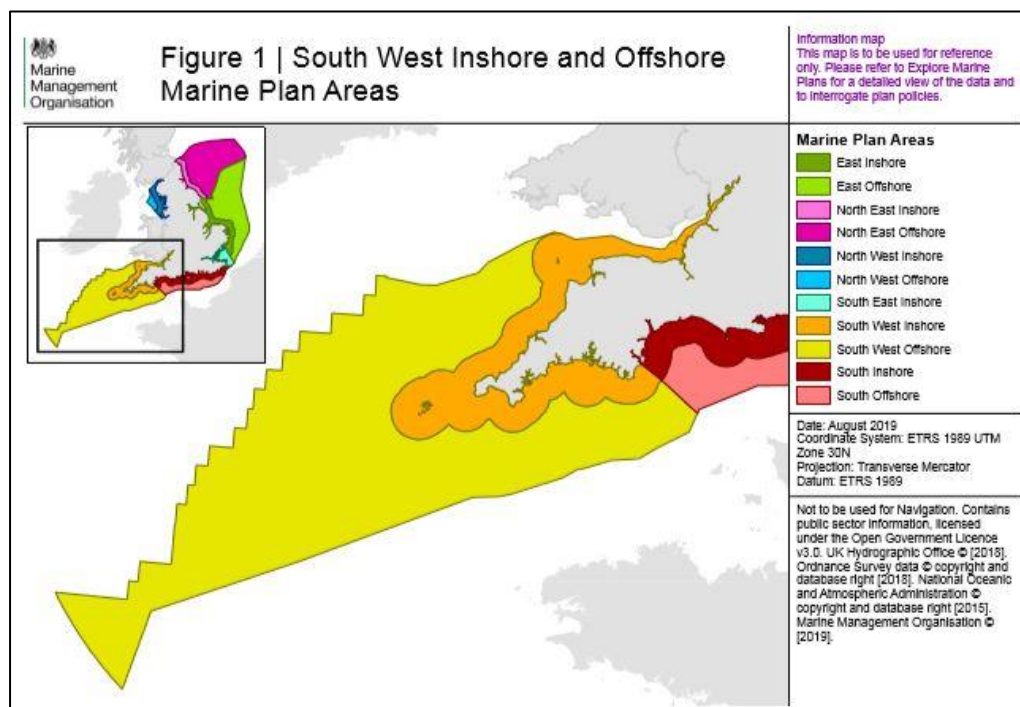 Marine
Management
Organisation
Figure 1 | South West Inshore and Offshore
Marine Plan Areas
Information map
This map is to be used for reference
only. Please refer to Explore Marine
Plans for a detailed view of the data and
to interrogate plan policies.
Marine Plan Areas
East Inshore
East Offshore
North East Inshore
North East Offshore
North West Inshore
North West Offshore
South East Inshore
South West Inshore
South West Offshore
South Inshore
South Offshore
Date: August 2019
Coordinate System: ETRS 1989 UTM
Zone 30N
Projection: Transverse Mercator
Datum: ETRS 1989
Not to be used for Navigation. Contains
public sector information, licensed
under the Open Government Licence
v3.0. UK Hydrographic Office © [2018].
Ordnance Survey data © copyright and
database right [2018]. National Oceanic
and Atmospheric Administration ©
copyright and database right [2015].
Marine Management Organisation ©
[2019].